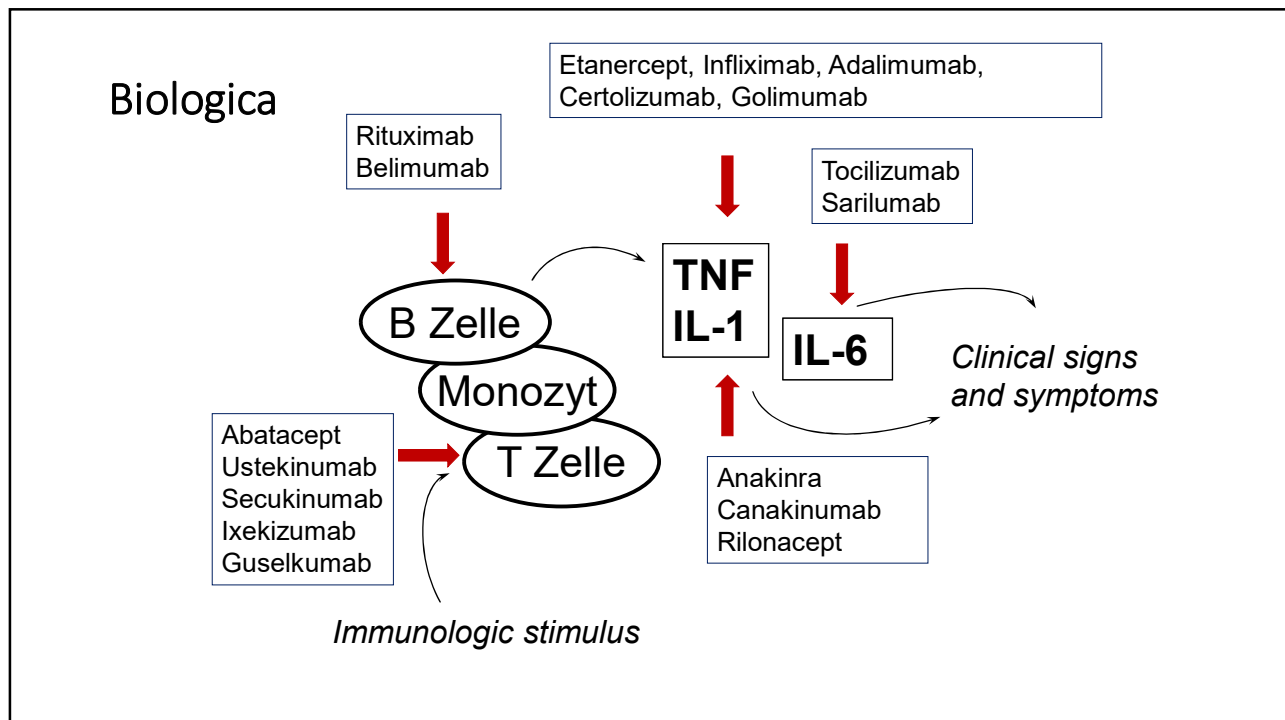 Biologica
Etanercept, Infliximab, Adalimumab,
Certolizumab, Golimumab
Rituximab
Belimumab
Tocilizumab
Sarilumab
TNF
IL-1
B Zelle
IL-6
Monozyt
Clinical signs
and symptoms
T Zelle
Abatacept
Ustekinumab
Secukinumab
Ixekizumab
Guselkumab
Anakinra
Canakinumab
Rilonacept
Immunologic stimulus